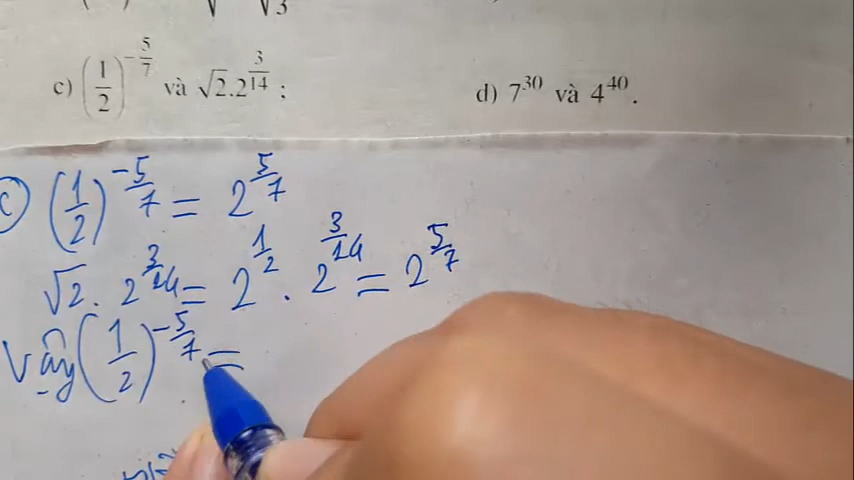 √3
c) (1/2)^{-5/7} và √2.2^{3/14} ;
d) 7^{30} và 4^{40}.
c) (1/2)^{-5/7} = 2^{5/7}
√2 . 2^{3/14} = 2^{1/2} . 2^{3/14} = 2^{5/7}
Vậy (1/2)^{-5/7} =